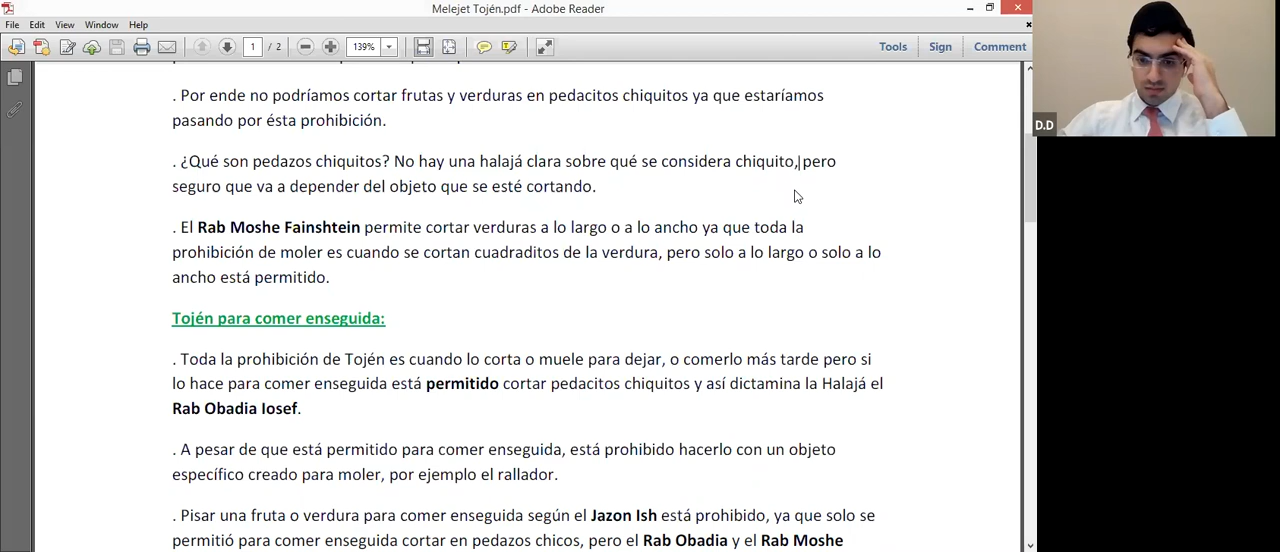 Melejet Tojén.pdf - Adobe Reader
File Edit View Window Help
1 / 2 139% Tools Sign Comment
. Por ende no podríamos cortar frutas y verduras en pedacitos chiquitos ya que estaríamos
pasando por ésta prohibición.
. ¿Qué son pedazos chiquitos? No hay una halajá clara sobre qué se considera chiquito, pero
seguro que va a depender del objeto que se esté cortando.
. El Rab Moshe Fainshtein permite cortar verduras a lo largo o a lo ancho ya que toda la
prohibición de moler es cuando se cortan cuadraditos de la verdura, pero solo a lo largo o solo a lo
ancho está permitido.
Tojén para comer enseguida:
. Toda la prohibición de Tojén es cuando lo corta o muele para dejar, o comerlo más tarde pero si
lo hace para comer enseguida está permitido cortar pedacitos chiquitos y así dictamina la Halajá el
Rab Obadia Iosef.
. A pesar de que está permitido para comer enseguida, está prohibido hacerlo con un objeto
específico creado para moler, por ejemplo el rallador.
. Pisar una fruta o verdura para comer enseguida según el Jazon Ish está prohibido, ya que solo se
permitió para comer enseguida cortar en pedazos chicos, pero el Rab Obadia y el Rab Moshe
D.D